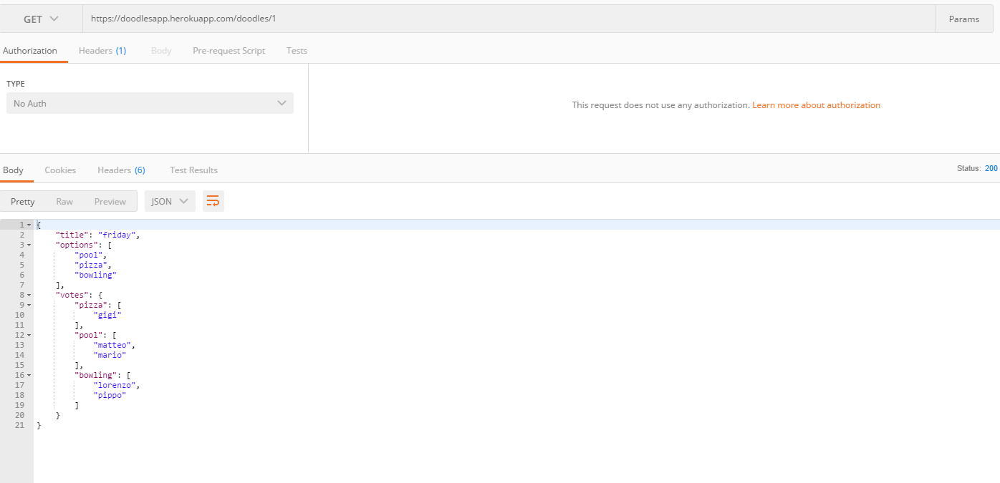 GET https://doodlesapp.herokuapp.com/doodles/1 Params
Authorization Headers (1) Body Pre-request Script Tests
TYPE
No Auth
This request does not use any authorization. Learn more about authorization
Body Cookies Headers (6) Test Results Status: 200
Pretty Raw Preview JSON
1 {
2 "title": "friday",
3 "options": [
4 "pool",
5 "pizza",
6 "bowling"
7 ],
8 "votes": {
9 "pizza": [
10 "gigi"
11 ],
12 "pool": [
13 "matteo",
14 "mario"
15 ],
16 "bowling": [
17 "lorenzo",
18 "pippo"
19 ]
20 }
21 }